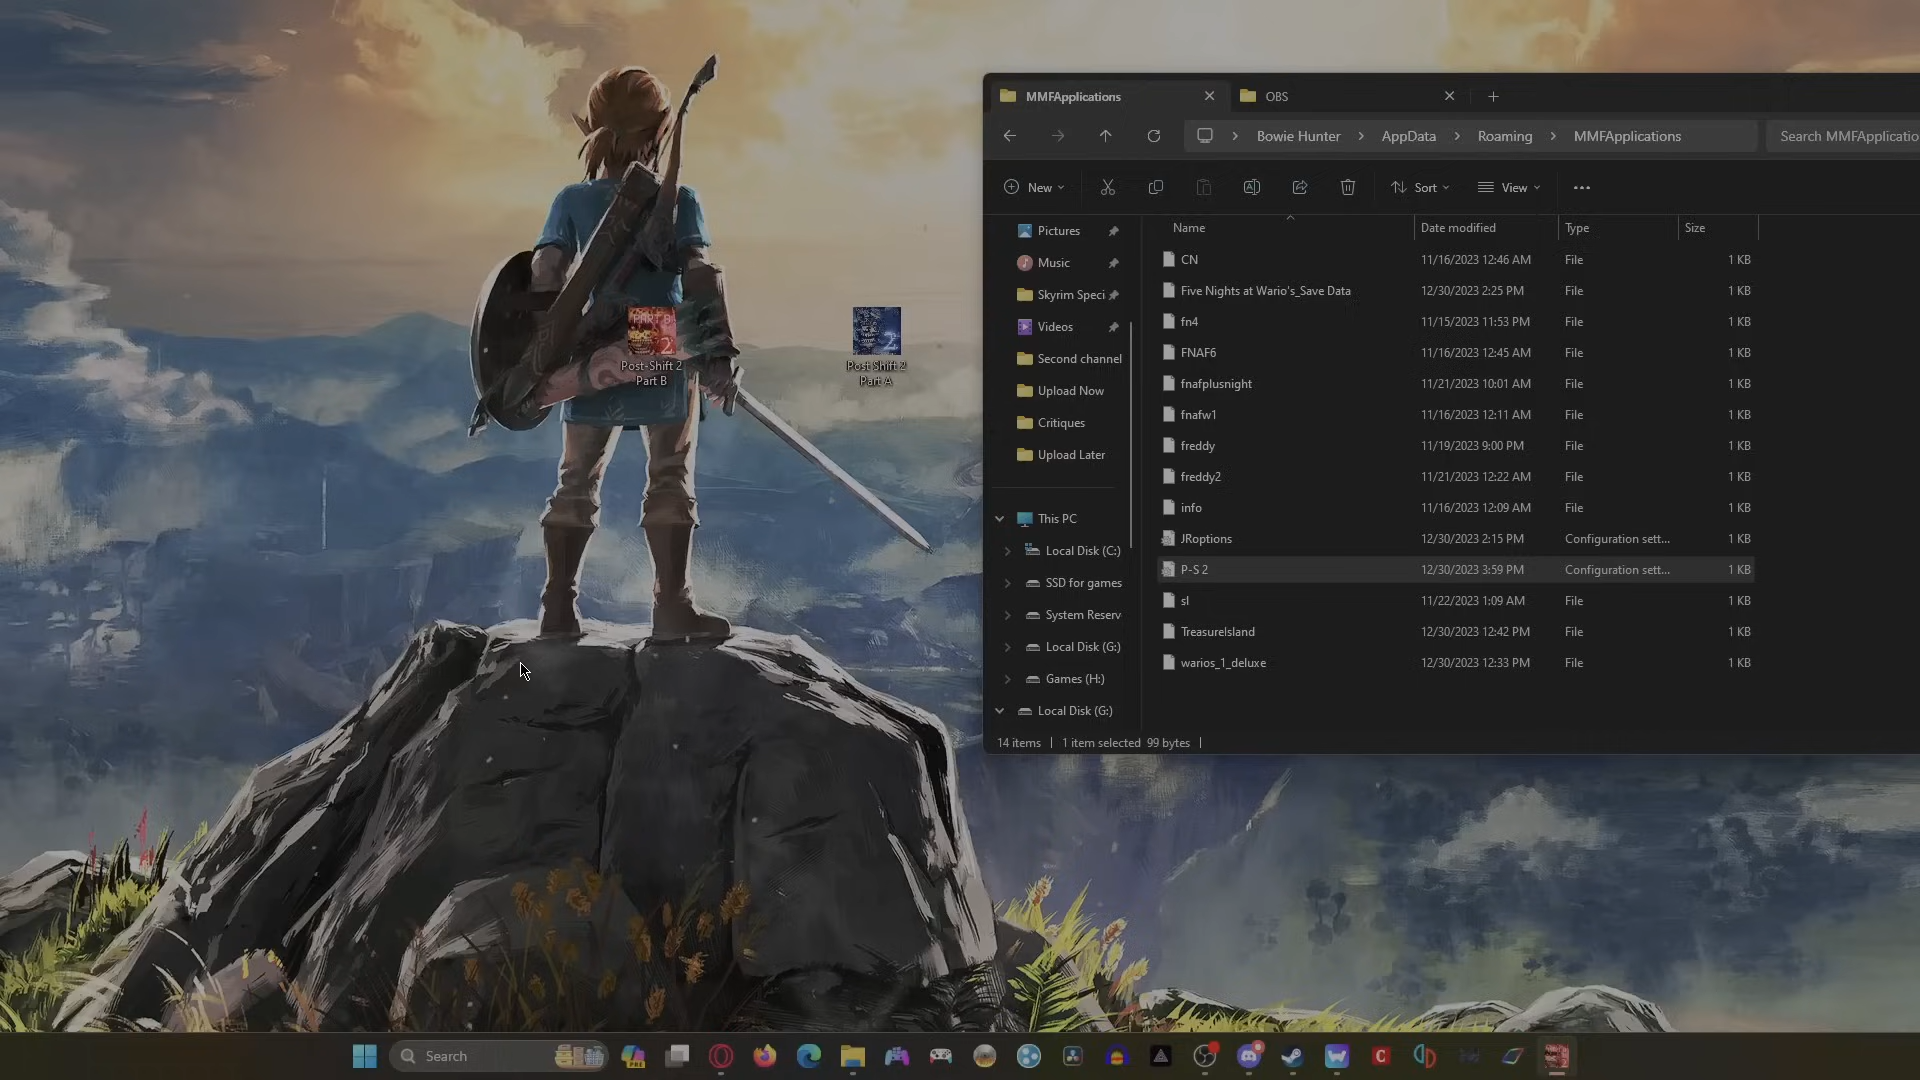 MMFApplications
OBS
Bowie Hunter
AppData
Roaming
MMFApplications
Search MMFApplicatio
New
Sort
View
Name
Date modified
Type
Size
Pictures
Music
Skyrim Speci
Videos
Second channel
Upload Now
Critiques
Upload Later
This PC
Local Disk (C:)
SSD for games
System Reserv
Local Disk (G:)
Games (H:)
Local Disk (G:)
CN 11/16/2023 12:46 AM File 1 KB
Five Nights at Wario's_Save Data 12/30/2023 2:25 PM File 1 KB
fn4 11/15/2023 11:53 PM File 1 KB
FNAF6 11/16/2023 12:45 AM File 1 KB
fnafplusnight 11/21/2023 10:01 AM File 1 KB
fnafw1 11/16/2023 12:11 AM File 1 KB
freddy 11/19/2023 9:00 PM File 1 KB
freddy2 11/21/2023 12:22 AM File 1 KB
info 11/16/2023 12:09 AM File 1 KB
JRoptions 12/30/2023 2:15 PM Configuration sett... 1 KB
P-S 2 12/30/2023 3:59 PM Configuration sett... 1 KB
sl 11/22/2023 1:09 AM File 1 KB
TreasureIsland 12/30/2023 12:42 PM File 1 KB
warios_1_deluxe 12/30/2023 12:33 PM File 1 KB
14 items
1 item selected 99 bytes
PART B
2
Post-Shift 2
Part B
2
Post Shift 2
Part A
Search
PRE
C